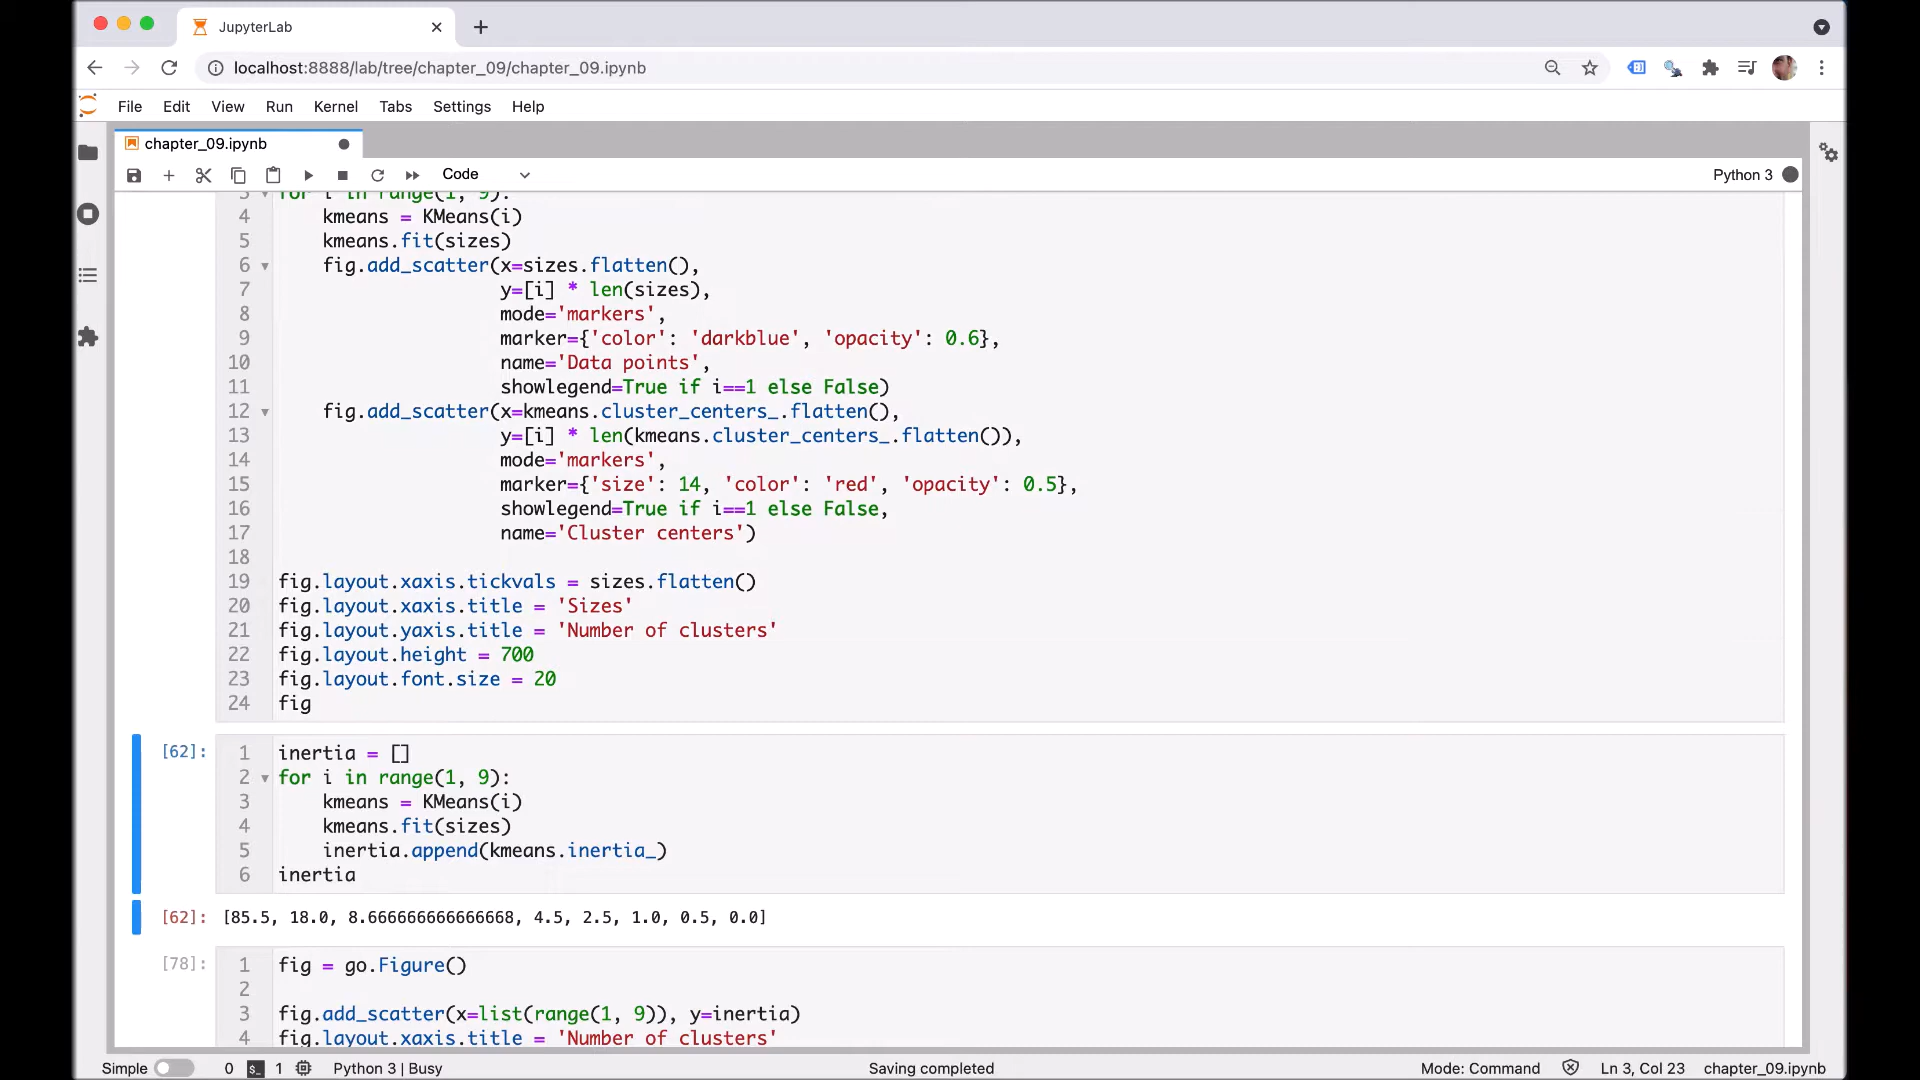 JupyterLab
localhost:8888/lab/tree/chapter_09/chapter_09.ipynb
File Edit View Run Kernel Tabs Settings Help
chapter_09.ipynb
Code Python 3
3 for i in range(1, 9):
4 kmeans = KMeans(i)
5 kmeans.fit(sizes)
6 fig.add_scatter(x=sizes.flatten(),
7 y=[i] * len(sizes),
8 mode='markers',
9 marker={'color': 'darkblue', 'opacity': 0.6},
10 name='Data points',
11 showlegend=True if i==1 else False)
12 fig.add_scatter(x=kmeans.cluster_centers_.flatten(),
13 y=[i] * len(kmeans.cluster_centers_.flatten()),
14 mode='markers',
15 marker={'size': 14, 'color': 'red', 'opacity': 0.5},
16 showlegend=True if i==1 else False,
17 name='Cluster centers')
18
19 fig.layout.xaxis.tickvals = sizes.flatten()
20 fig.layout.xaxis.title = 'Sizes'
21 fig.layout.yaxis.title = 'Number of clusters'
22 fig.layout.height = 700
23 fig.layout.font.size = 20
24 fig
[62]: 1 inertia = []
2 for i in range(1, 9):
3 kmeans = KMeans(i)
4 kmeans.fit(sizes)
5 inertia.append(kmeans.inertia_)
6 inertia
[62]: [85.5, 18.0, 8.666666666666668, 4.5, 2.5, 1.0, 0.5, 0.0]
[78]: 1 fig = go.Figure()
2
3 fig.add_scatter(x=list(range(1, 9)), y=inertia)
4 fig.layout.xaxis.title = 'Number of clusters'
Simple 0 $_ 1 Python 3 | Busy Saving completed Mode: Command Ln 3, Col 23 chapter_09.ipynb